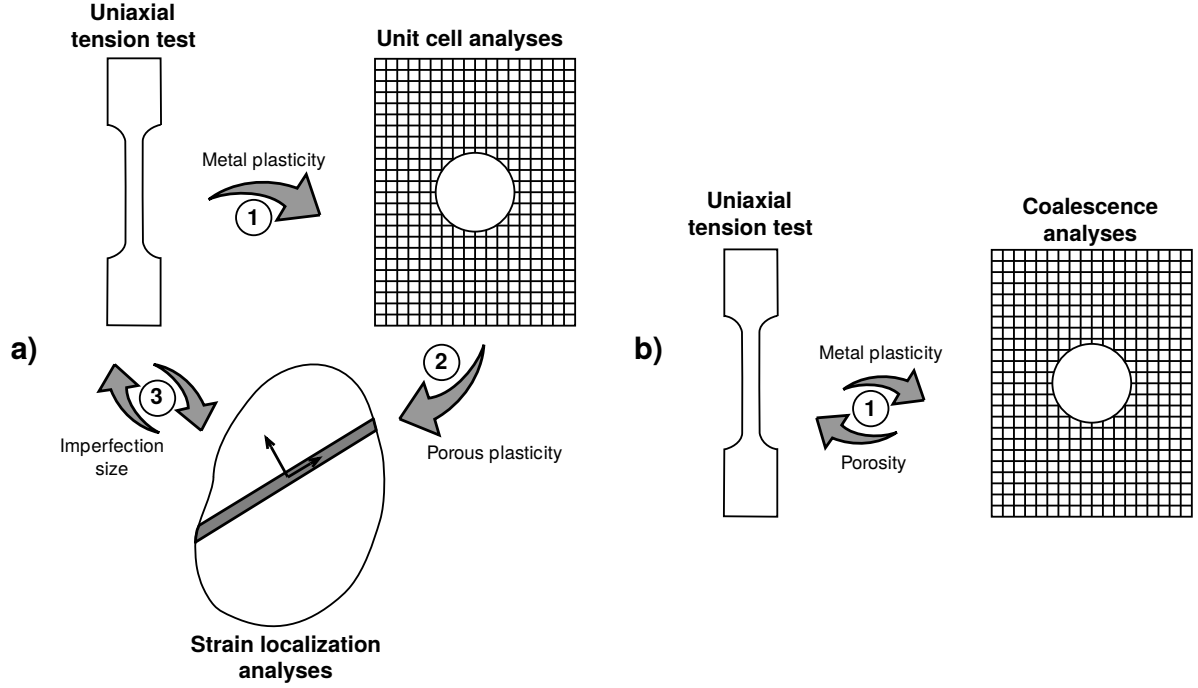 Uniaxial
tension test
Unit cell analyses
Metal plasticity
1
a)
2
3
Imperfection
size
Porous plasticity
Strain localization
analyses
b)
Uniaxial
tension test
Coalescence
analyses
Metal plasticity
1
Porosity